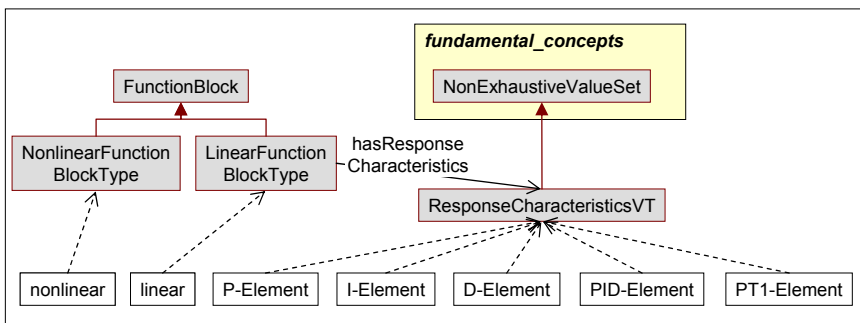 fundamental_concepts
FunctionBlock
NonExhaustiveValueSet
NonlinearFunction
BlockType
LinearFunction
BlockType
hasResponse
Characteristics
ResponseCharacteristicsVT
nonlinear
linear
P-Element
I-Element
D-Element
PID-Element
PT1-Element